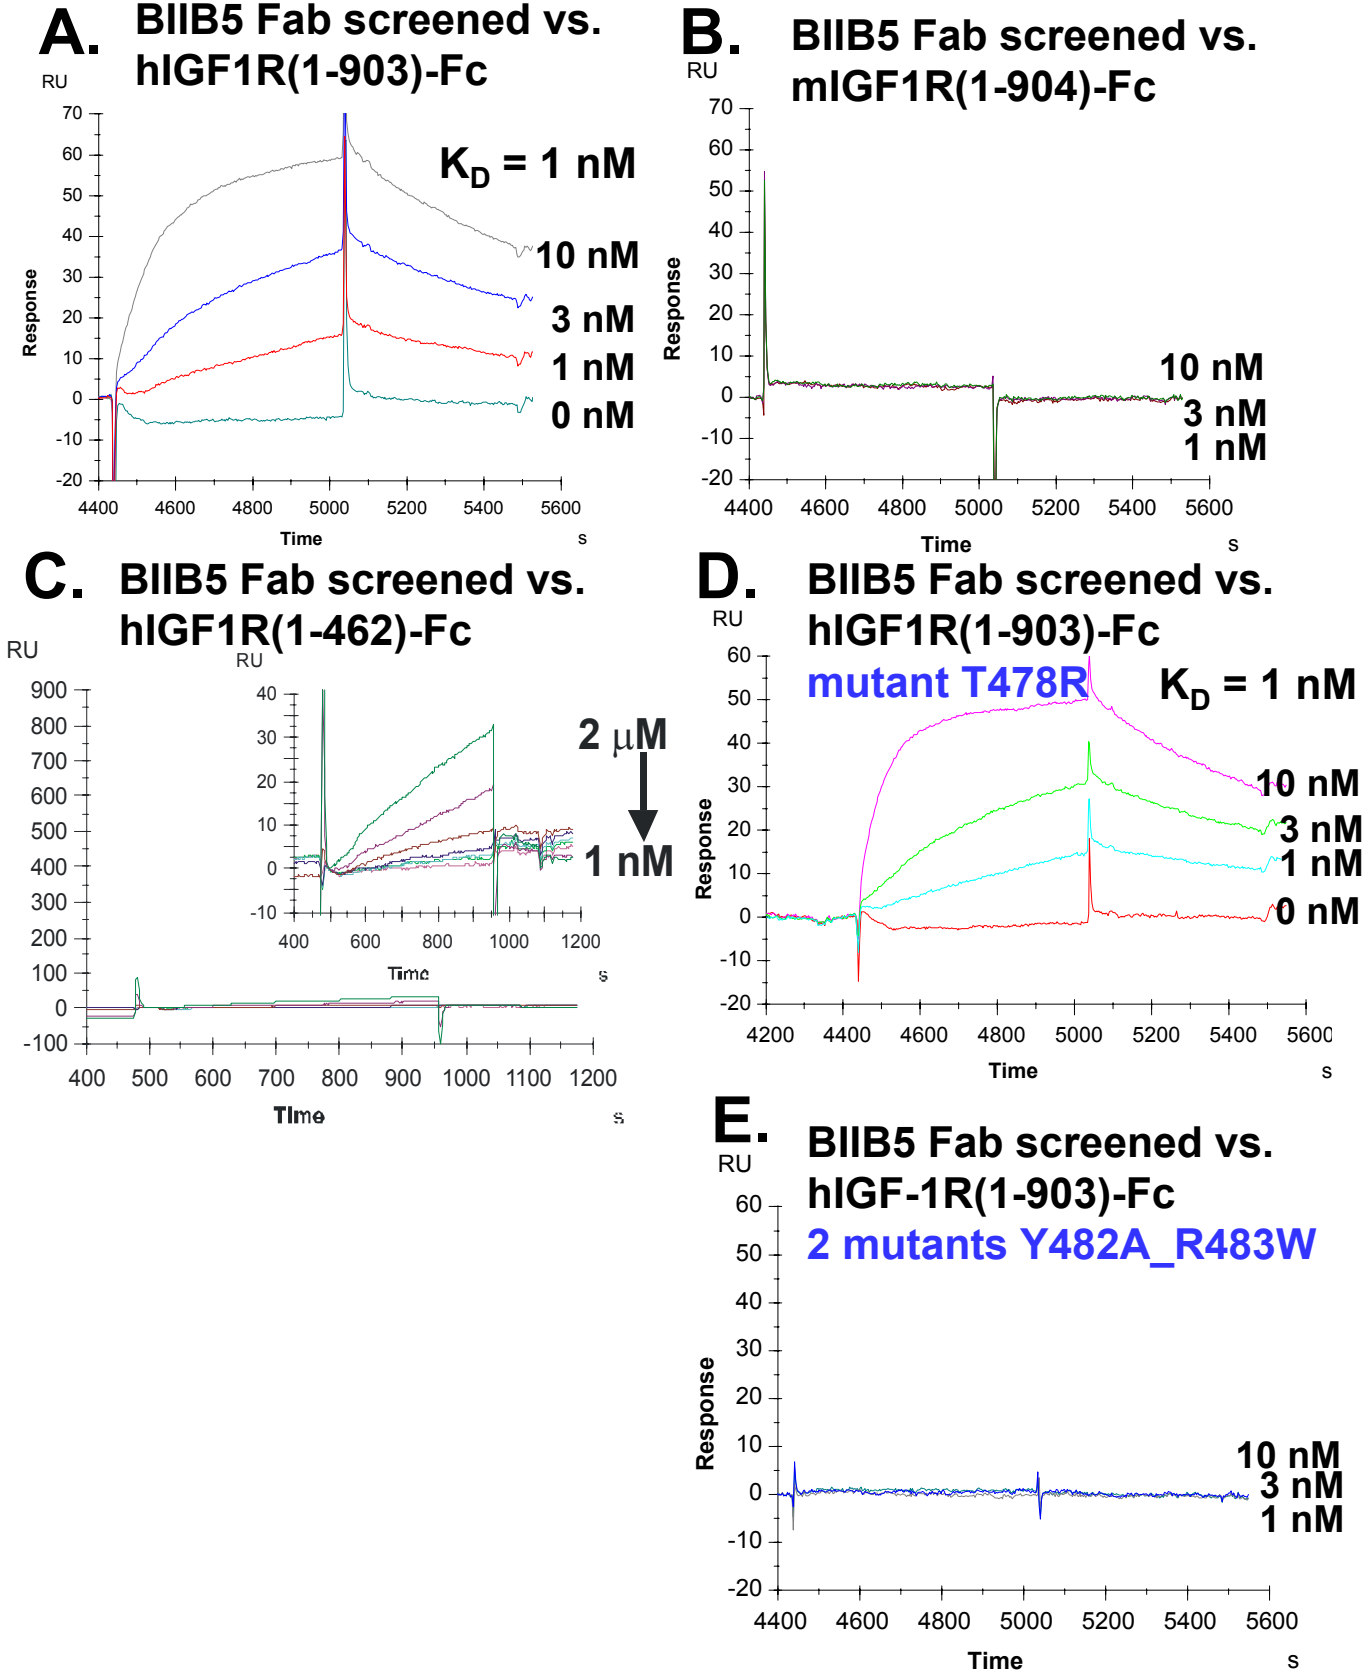 A.
BIIB5 Fab screened vs.
hIGF1R(1-903)-Fc
RU
70
60
50
40
30
20
10
0
-10
-20
Response
KD = 1 nM
10 nM
3 nM
1 nM
0 nM
4400 4600 4800 5000 5200 5400 5600
Time
s
B.
BIIB5 Fab screened vs.
mIGF1R(1-904)-Fc
RU
70
60
50
40
30
20
10
0
-10
-20
Response
10 nM
3 nM
1 nM
4400 4600 4800 5000 5200 5400 5600
Time
s
C.
BIIB5 Fab screened vs.
hIGF1R(1-462)-Fc
RU
900
800
700
600
500
400
300
200
100
0
-100
400 500 600 700 800 900 1000 1100 1200
Time
s
RU
40
30
20
10
0
-10
400 600 800 1000 1200
Time
s
2 μM
1 nM
D.
BIIB5 Fab screened vs.
hIGF1R(1-903)-Fc
mutant T478R
RU
60
50
40
30
20
10
0
-10
-20
Response
KD = 1 nM
10 nM
3 nM
1 nM
0 nM
4200 4400 4600 4800 5000 5200 5400 5600
Time
s
E.
BIIB5 Fab screened vs.
hIGF-1R(1-903)-Fc
2 mutants Y482A_R483W
RU
60
50
40
30
20
10
0
-10
-20
Response
10 nM
3 nM
1 nM
4400 4600 4800 5000 5200 5400 5600
Time
s